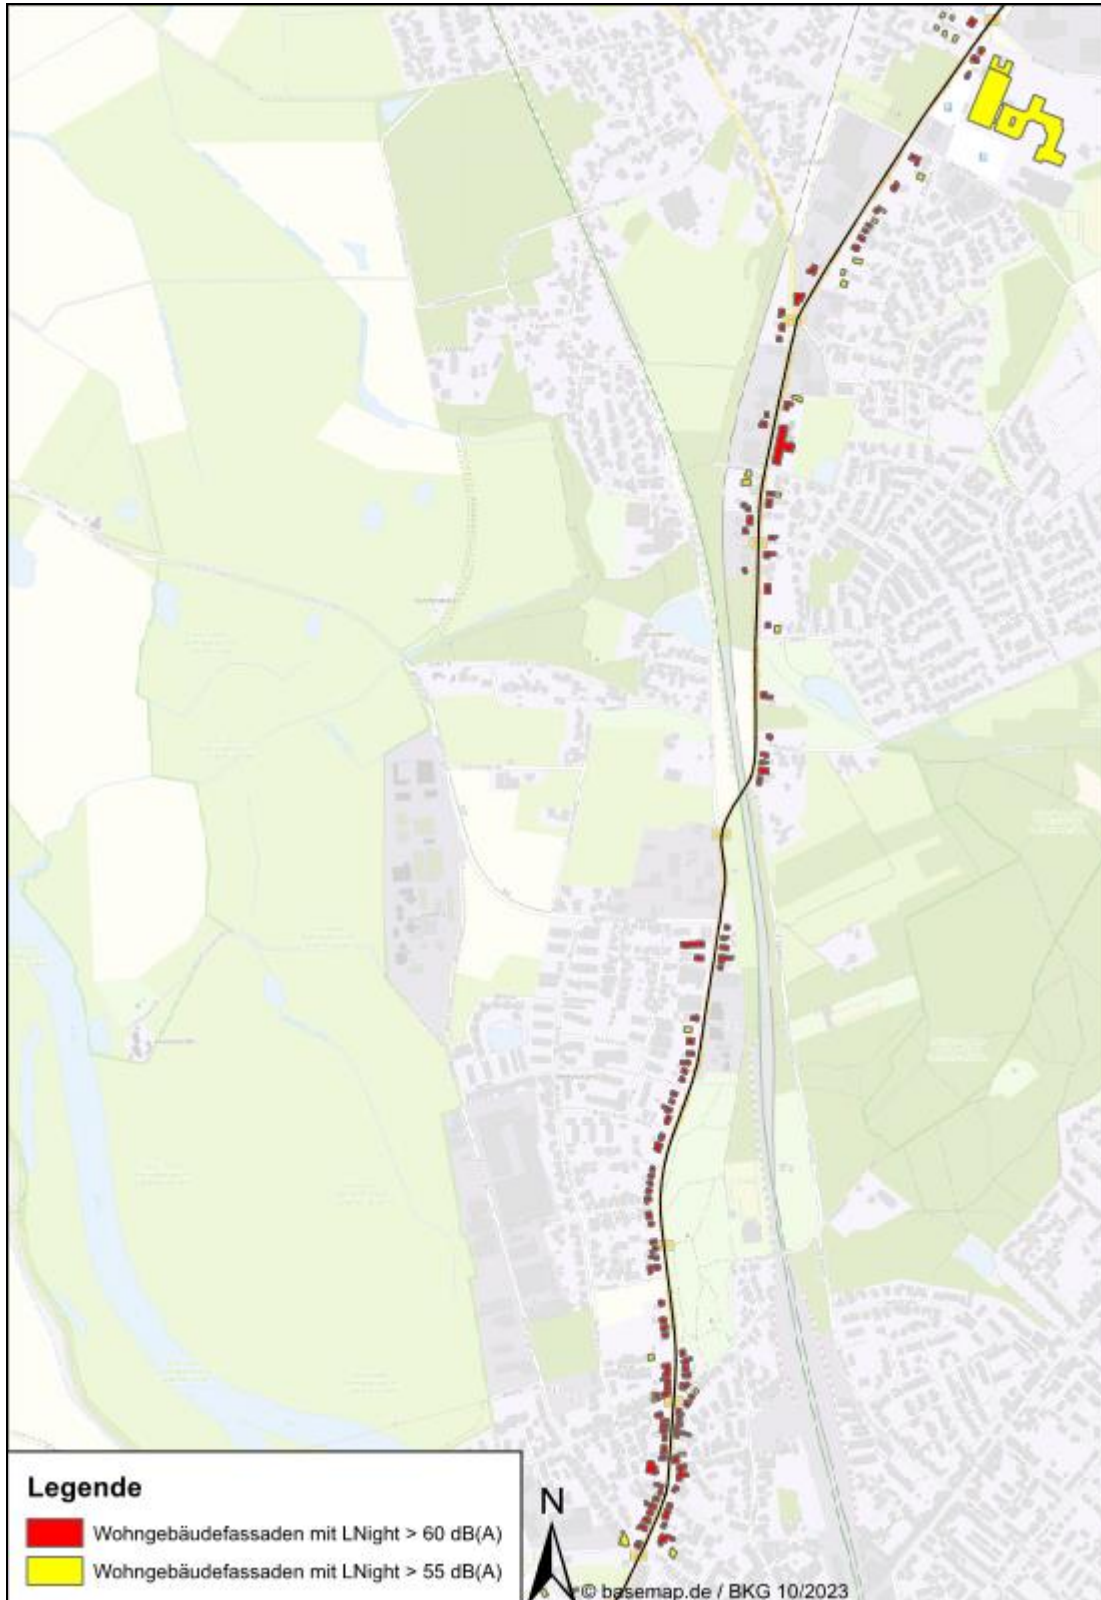 Legende
Wohngebäudefassaden mit LNight > 60 dB(A)
Wohngebäudefassaden mit LNight > 55 dB(A)
N
© basemap.de / BKG 10/2023